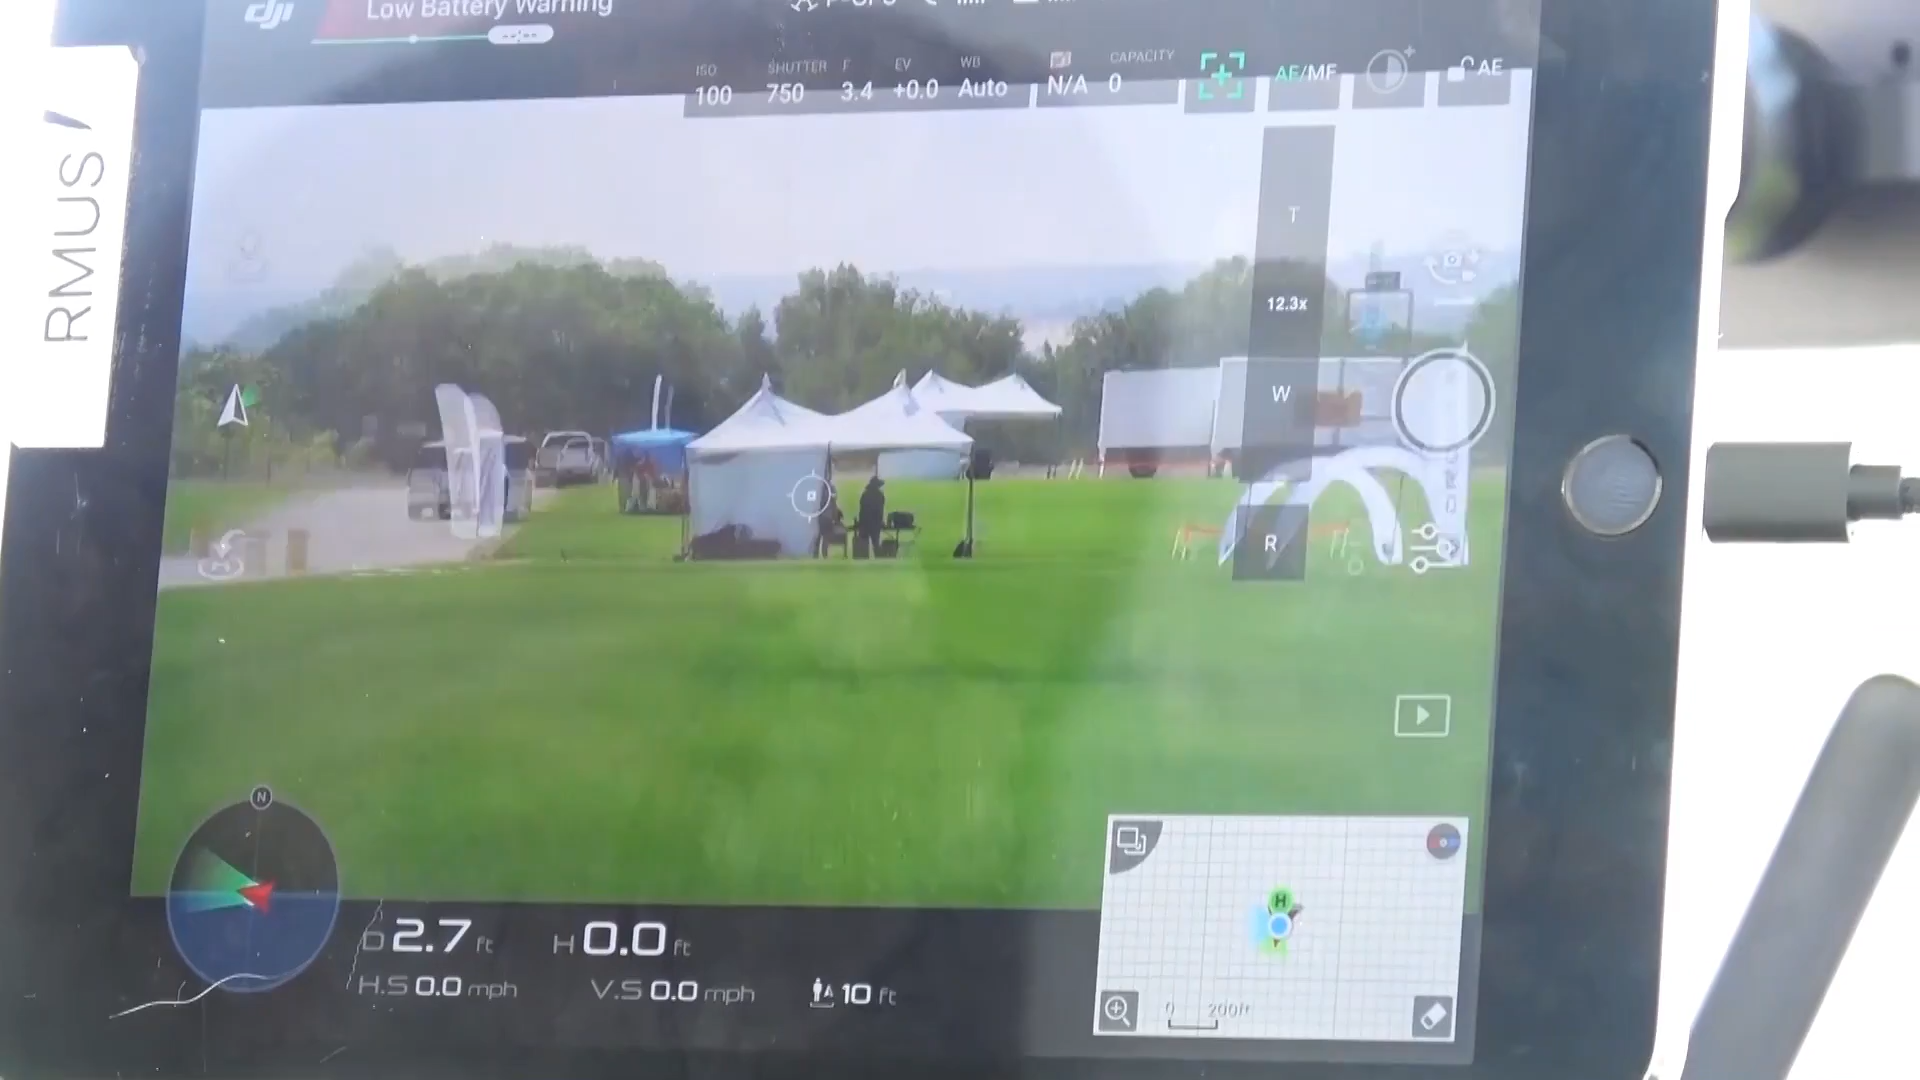 dji
Low Battery Warning
P-GPS
--:--
ISO
100
SHUTTER
750
F
3.4
EV
+0.0
WB
Auto
N/A
CAPACITY
0
AF/MF
AE
RMUS
T
12.3x
W
R
N
D 2.7 ft
H 0.0 ft
H.S 0.0 mph
V.S 0.0 mph
10 ft
H
0 200ft